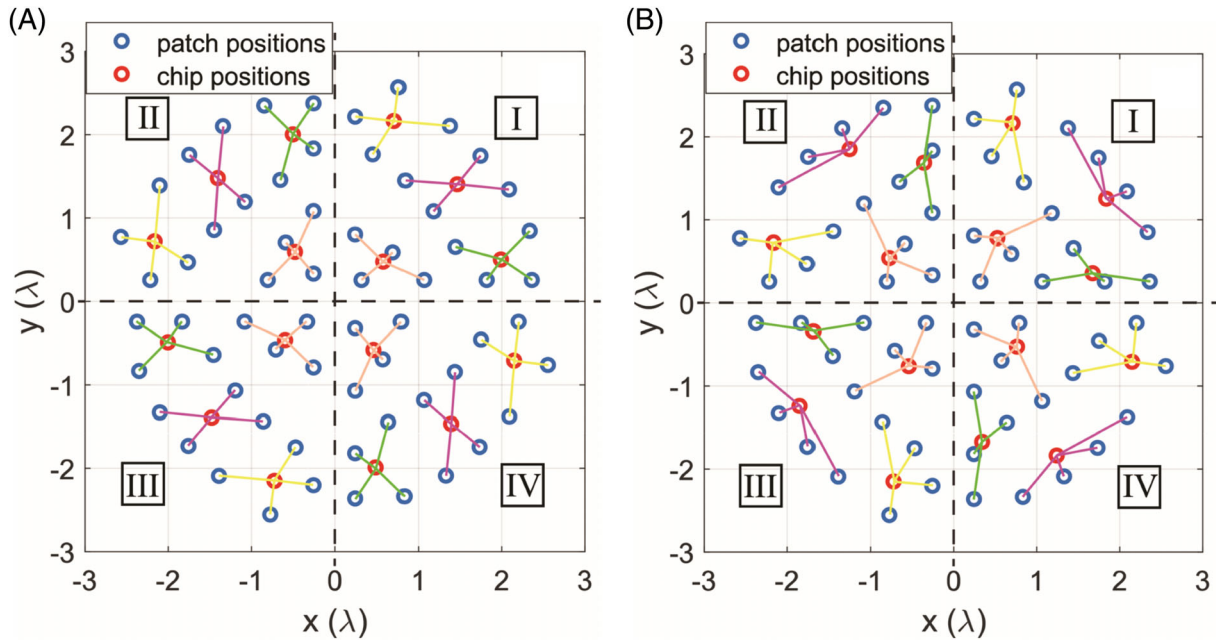 (A)
patch positions
chip positions
II
I
III
IV
3
2
1
0
-1
-2
-3
-3 -2 -1 0 1 2 3
y (λ)
x (λ)
(B)
patch positions
chip positions
II
I
III
IV
3
2
1
0
-1
-2
-3
-3 -2 -1 0 1 2 3
y (λ)
x (λ)